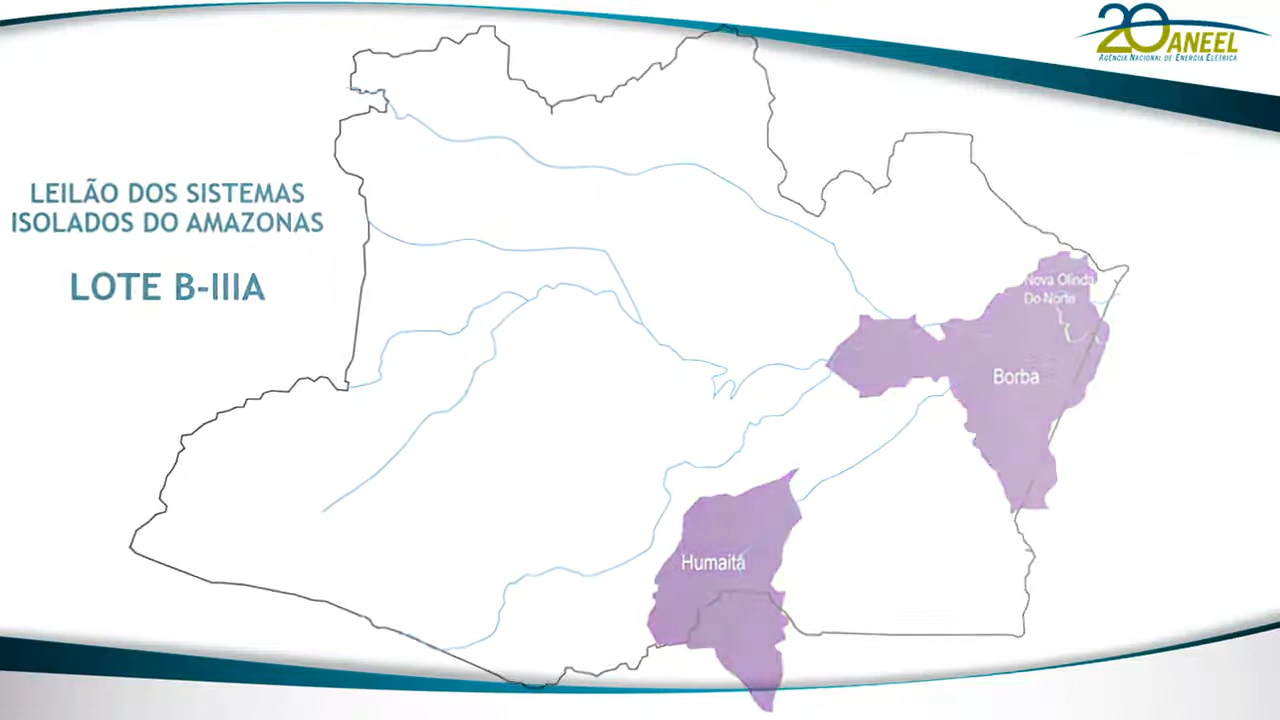 20 ANEEL
AGÊNCIA NACIONAL DE ENERGIA ELÉTRICA
LEILÃO DOS SISTEMAS
ISOLADOS DO AMAZONAS
LOTE B-IIIA
Nova Olinda
Do Norte
Borba
Humaitá